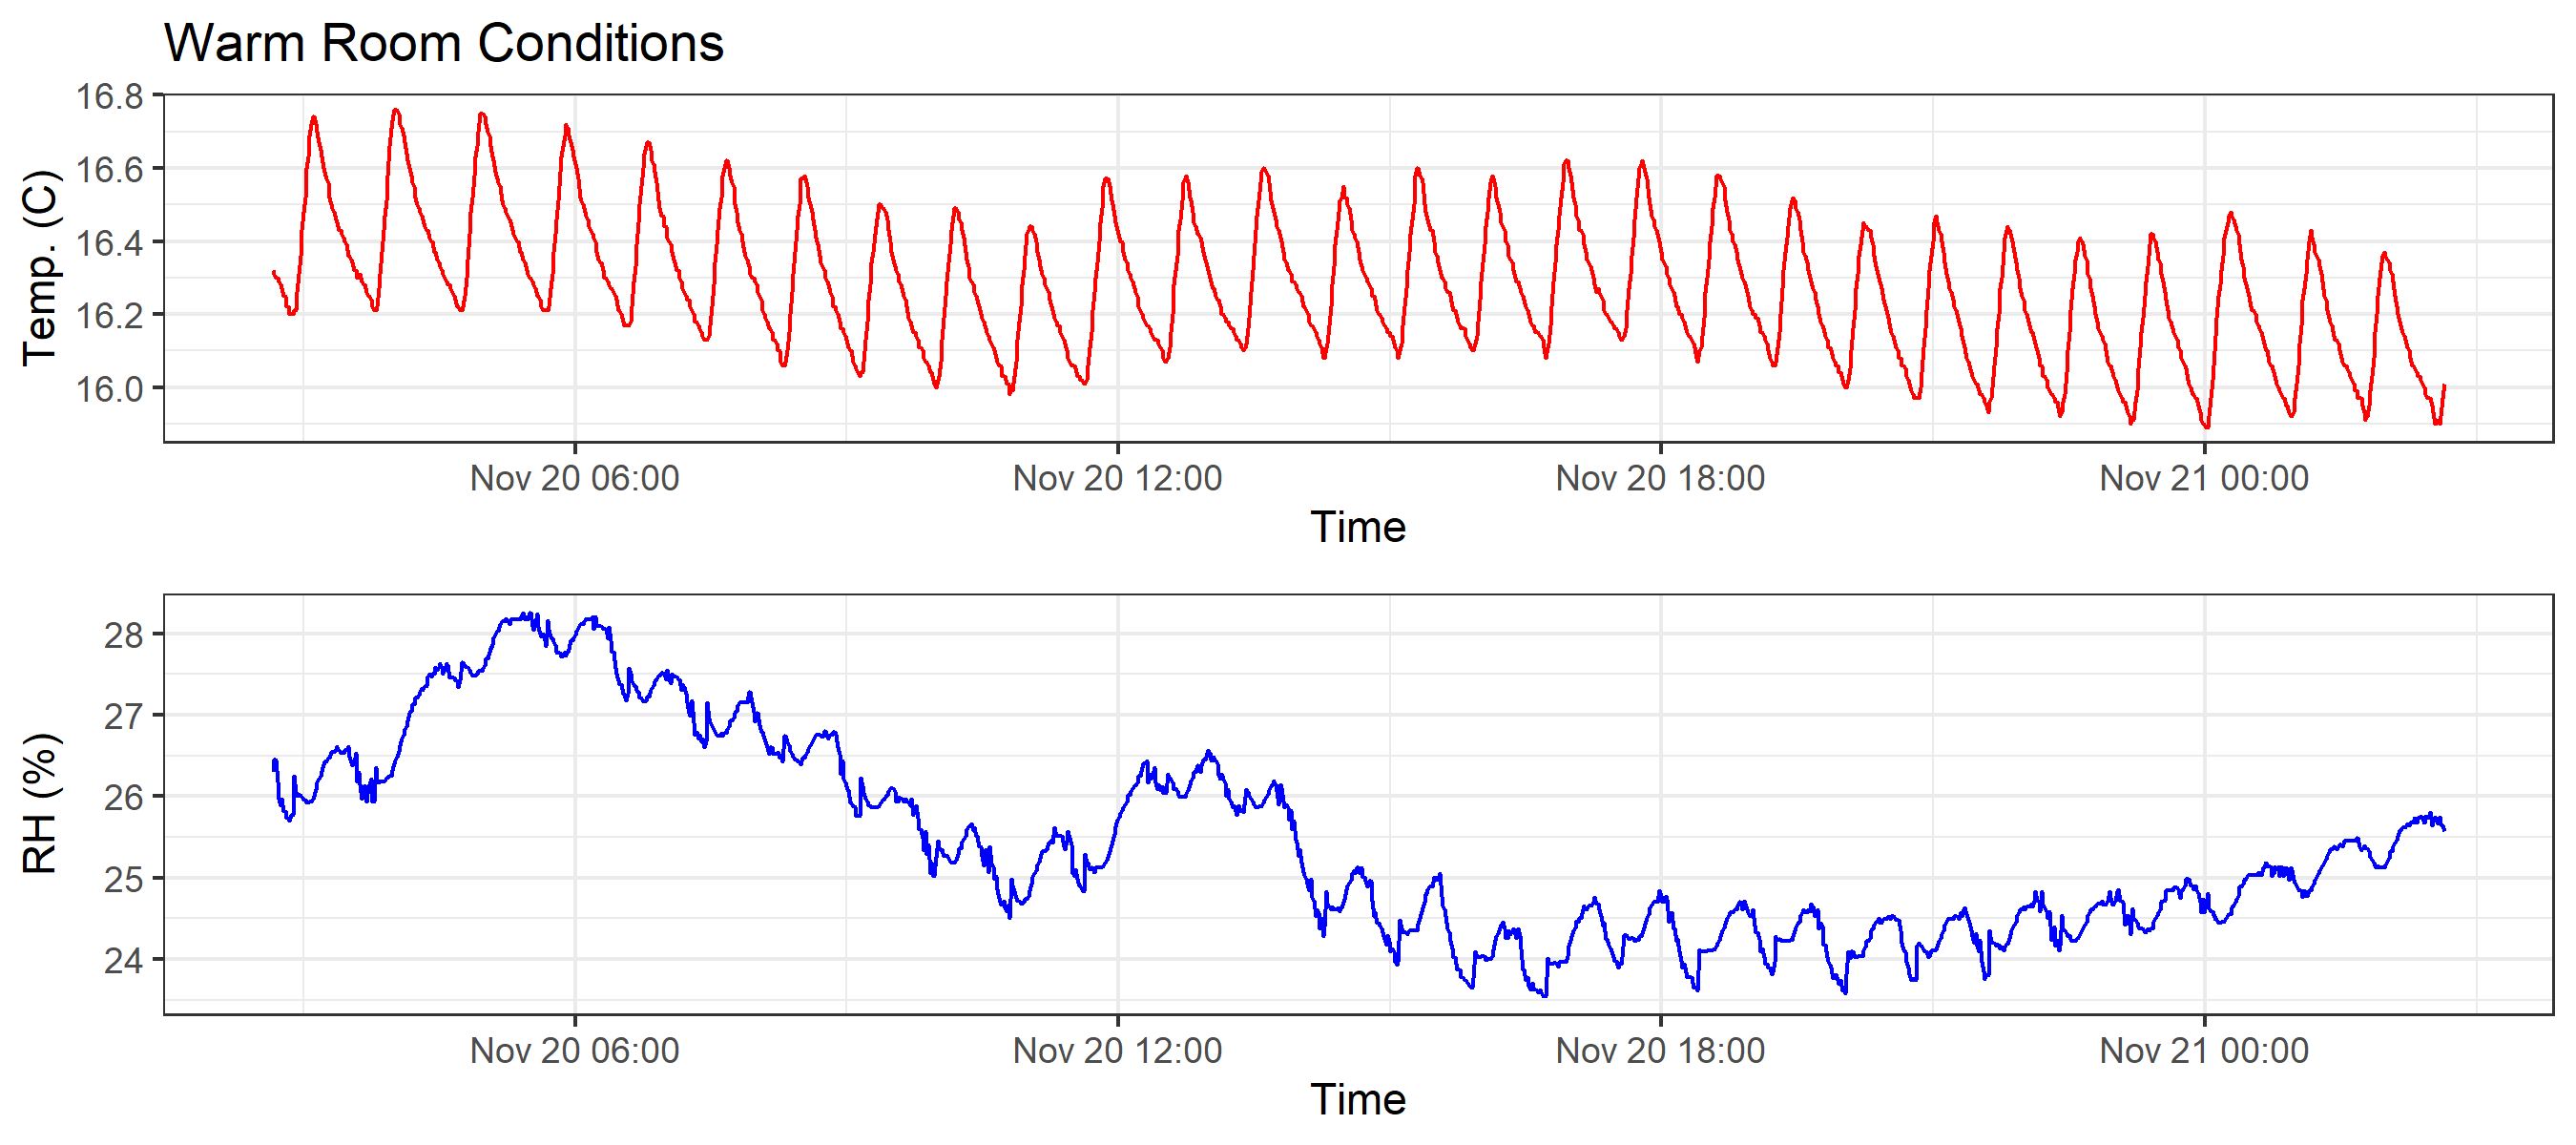 Warm Room Conditions
16.8
16.6
16.4
16.2
16.0
Temp. (C)
Nov 20 06:00 Nov 20 12:00 Nov 20 18:00 Nov 21 00:00
Time
28
27
26
25
24
RH (%)
Nov 20 06:00 Nov 20 12:00 Nov 20 18:00 Nov 21 00:00
Time